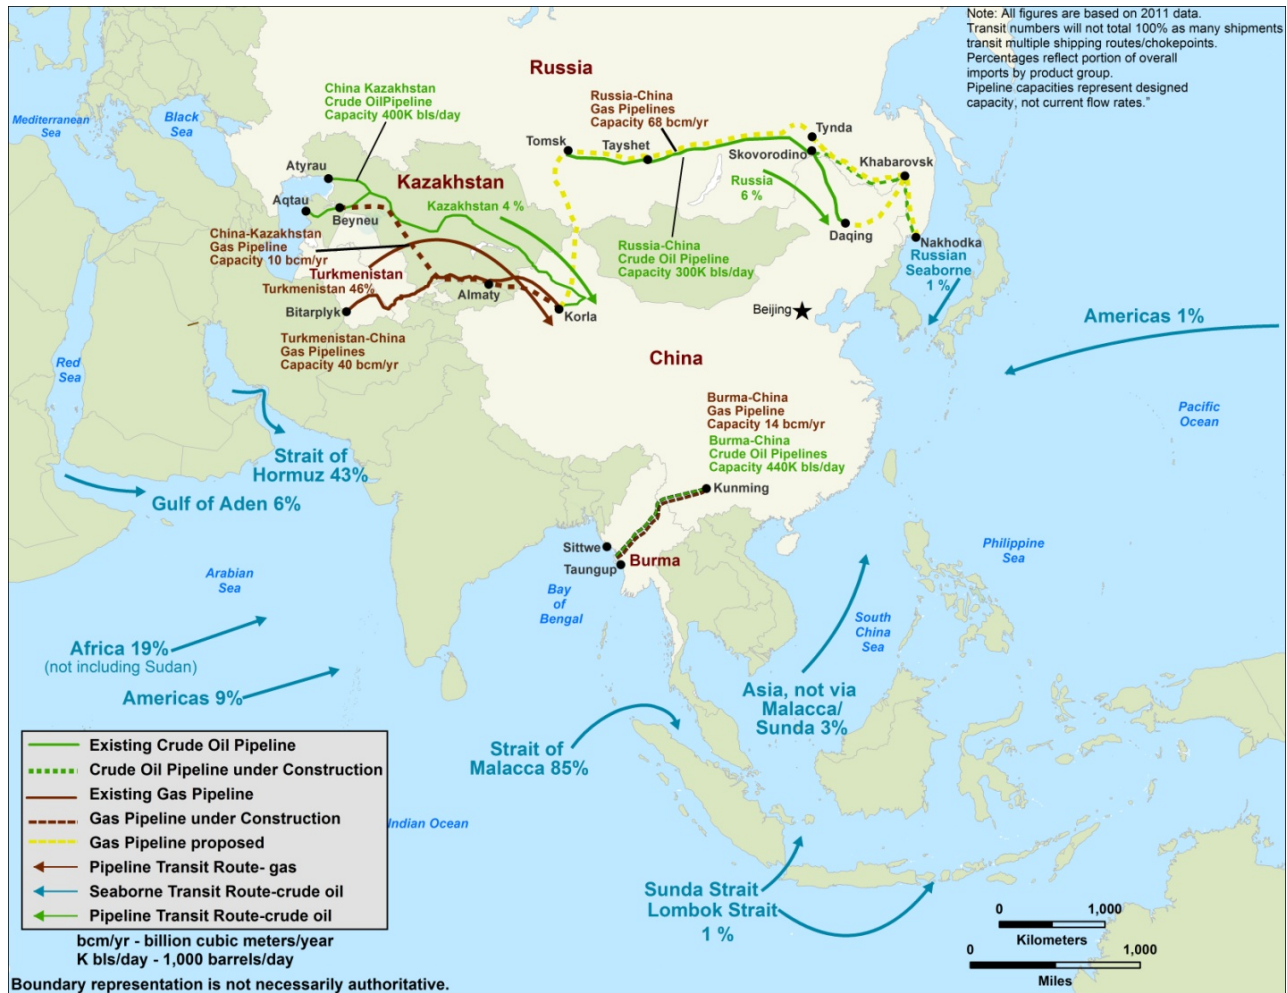 Note: All figures are based on 2011 data.
Transit numbers will not total 100% as many shipments
transit multiple shipping routes/chokepoints.
Percentages reflect portion of overall
imports by product group.
Pipeline capacities represent designed
capacity, not current flow rates."
Russia
China Kazakhstan
Crude OilPipeline
Capacity 400K bls/day
Russia-China
Gas Pipelines
Capacity 68 bcm/yr
Mediterranean
Sea
Black
Sea
Tomsk
Tayshet
Tynda
Skovorodino
Khabarovsk
Atyrau
Kazakhstan
Aqtau
Beyneu
Kazakhstan 4 %
Russia
6 %
Daqing
Nakhodka
China-Kazakhstan
Gas Pipeline
Capacity 10 bcm/yr
Russia-China
Crude Oil Pipeline
Capacity 300K bls/day
Russian
Seaborne
1 %
Turkmenistan
Turkmenistan 46%
Almaty
Bitarplyk
Korla
Beijing
Americas 1%
Turkmenistan-China
Gas Pipelines
Capacity 40 bcm/yr
China
Red
Sea
Burma-China
Gas Pipeline
Capacity 14 bcm/yr
Burma-China
Crude Oil Pipelines
Capacity 440K bls/day
Pacific
Ocean
Strait of
Hormuz 43%
Gulf of Aden 6%
Kunming
Sittwe
Taungup
Burma
Philippine
Sea
Arabian
Sea
Bay
of
Bengal
South
China
Sea
Africa 19%
(not including Sudan)
Americas 9%
Asia, not via
Malacca/
Sunda 3%
Strait of
Malacca 85%
Existing Crude Oil Pipeline
Crude Oil Pipeline under Construction
Existing Gas Pipeline
Gas Pipeline under Construction
Gas Pipeline proposed
Pipeline Transit Route- gas
Seaborne Transit Route-crude oil
Pipeline Transit Route-crude oil
Indian Ocean
bcm/yr - billion cubic meters/year
K bls/day - 1,000 barrels/day
Sunda Strait
Lombok Strait
1 %
0 1,000
Kilometers
0 1,000
Miles
Boundary representation is not necessarily authoritative.